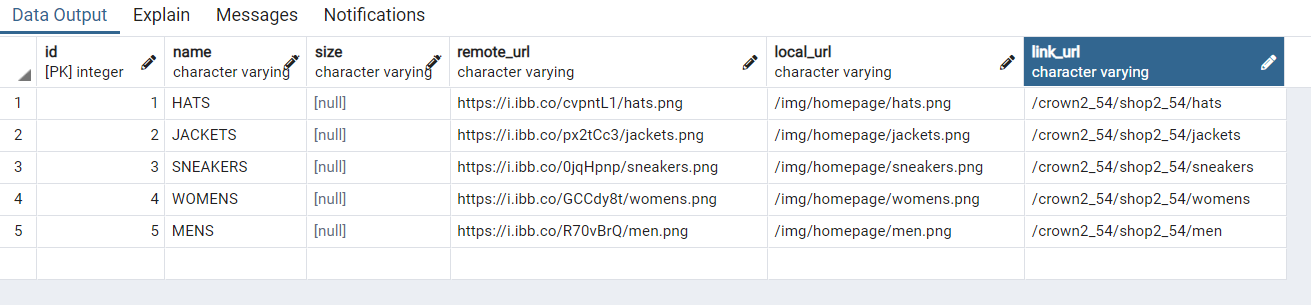 Data Output Explain Messages Notifications
id name size remote_url local_url link_url
[PK] integer character varying character varying character varying character varying character varying
1 1 HATS [null] https://i.ibb.co/cvpntL1/hats.png /img/homepage/hats.png /crown2_54/shop2_54/hats
2 2 JACKETS [null] https://i.ibb.co/px2tCc3/jackets.png /img/homepage/jackets.png /crown2_54/shop2_54/jackets
3 3 SNEAKERS [null] https://i.ibb.co/0jqHpnp/sneakers.png /img/homepage/sneakers.png /crown2_54/shop2_54/sneakers
4 4 WOMENS [null] https://i.ibb.co/GCCdy8t/womens.png /img/homepage/womens.png /crown2_54/shop2_54/womens
5 5 MENS [null] https://i.ibb.co/R70vBrQ/men.png /img/homepage/men.png /crown2_54/shop2_54/men